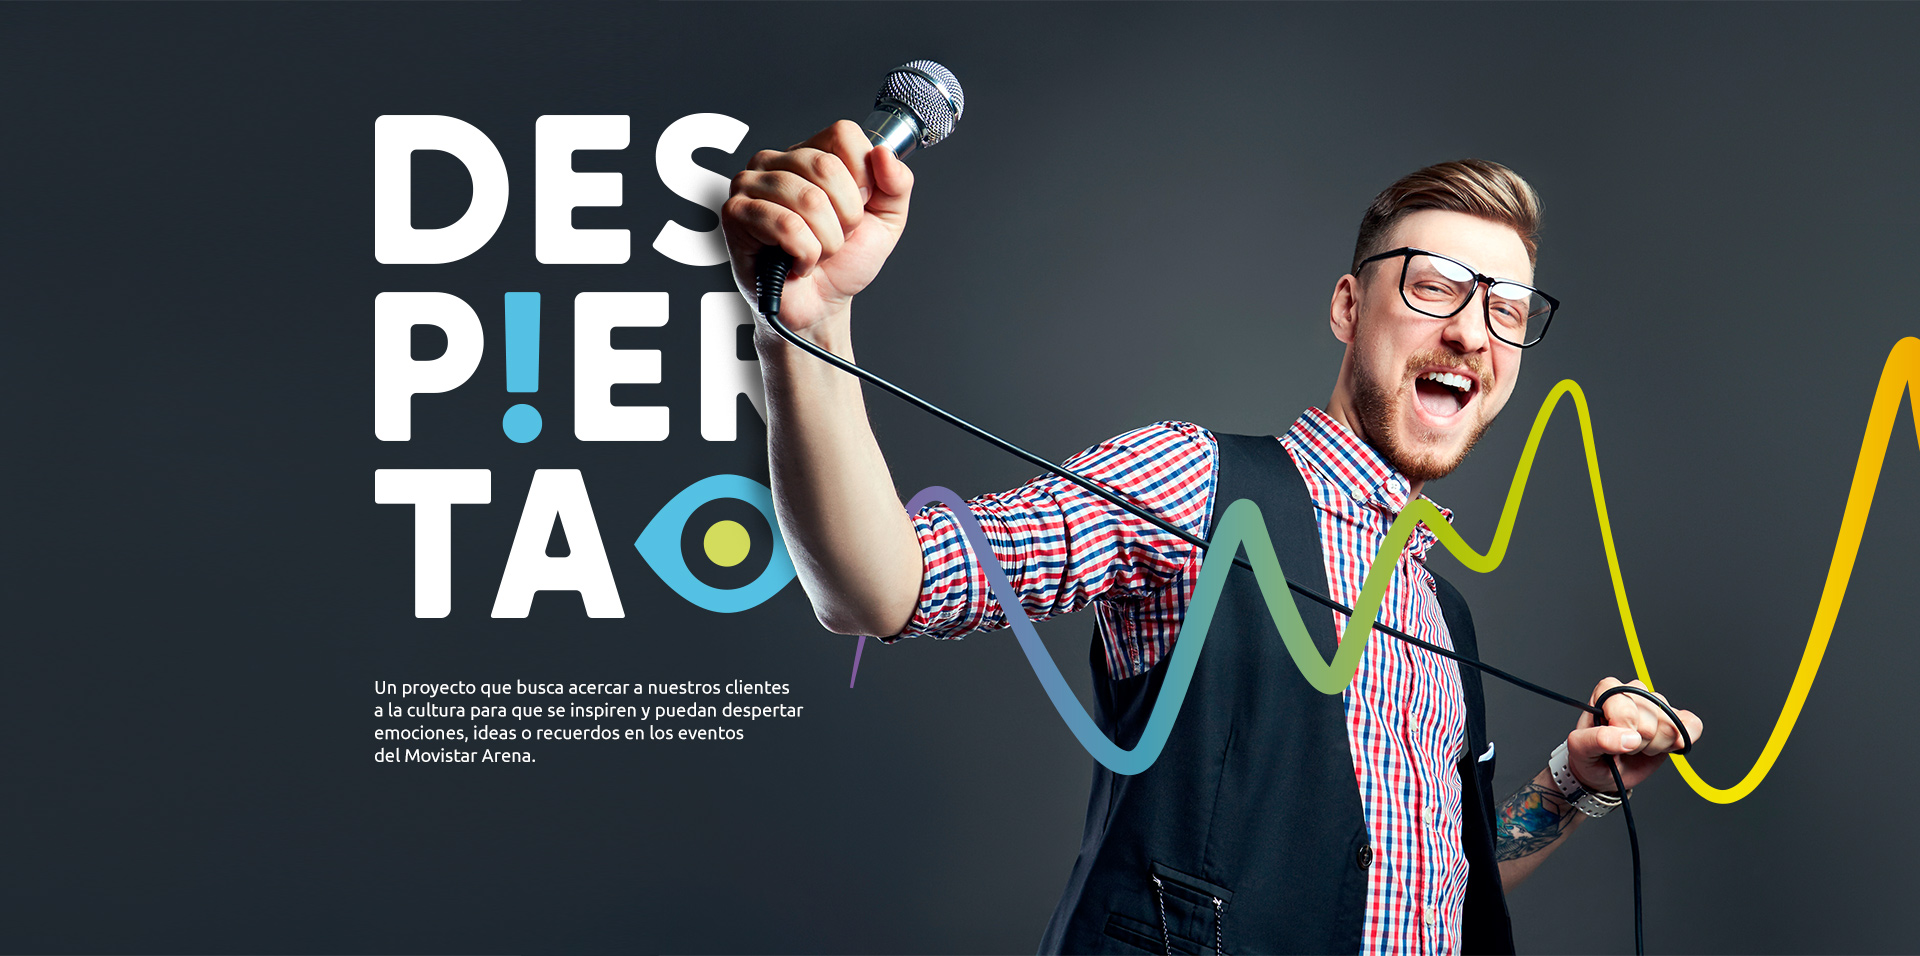 DES
P!ER
TA
Un proyecto que busca acercar a nuestros clientes
a la cultura para que se inspiren y puedan despertar
emociones, ideas o recuerdos en los eventos
del Movistar Arena.